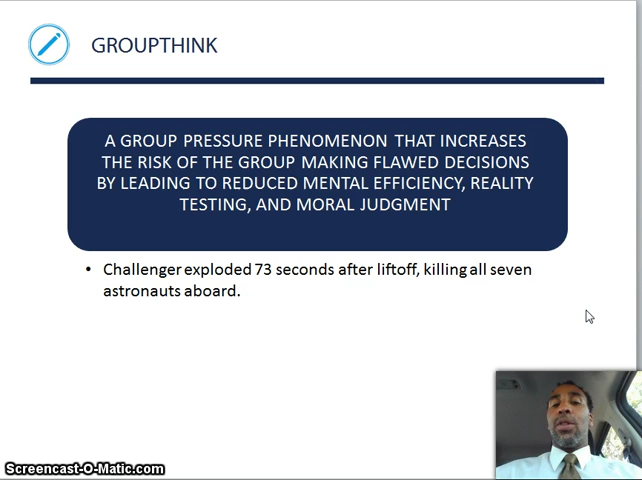 GROUPTHINK
A GROUP PRESSURE PHENOMENON THAT INCREASES
THE RISK OF THE GROUP MAKING FLAWED DECISIONS
BY LEADING TO REDUCED MENTAL EFFICIENCY, REALITY
TESTING, AND MORAL JUDGMENT
• Challenger exploded 73 seconds after liftoff, killing all seven
astronauts aboard.
Screencast-O-Matic.com